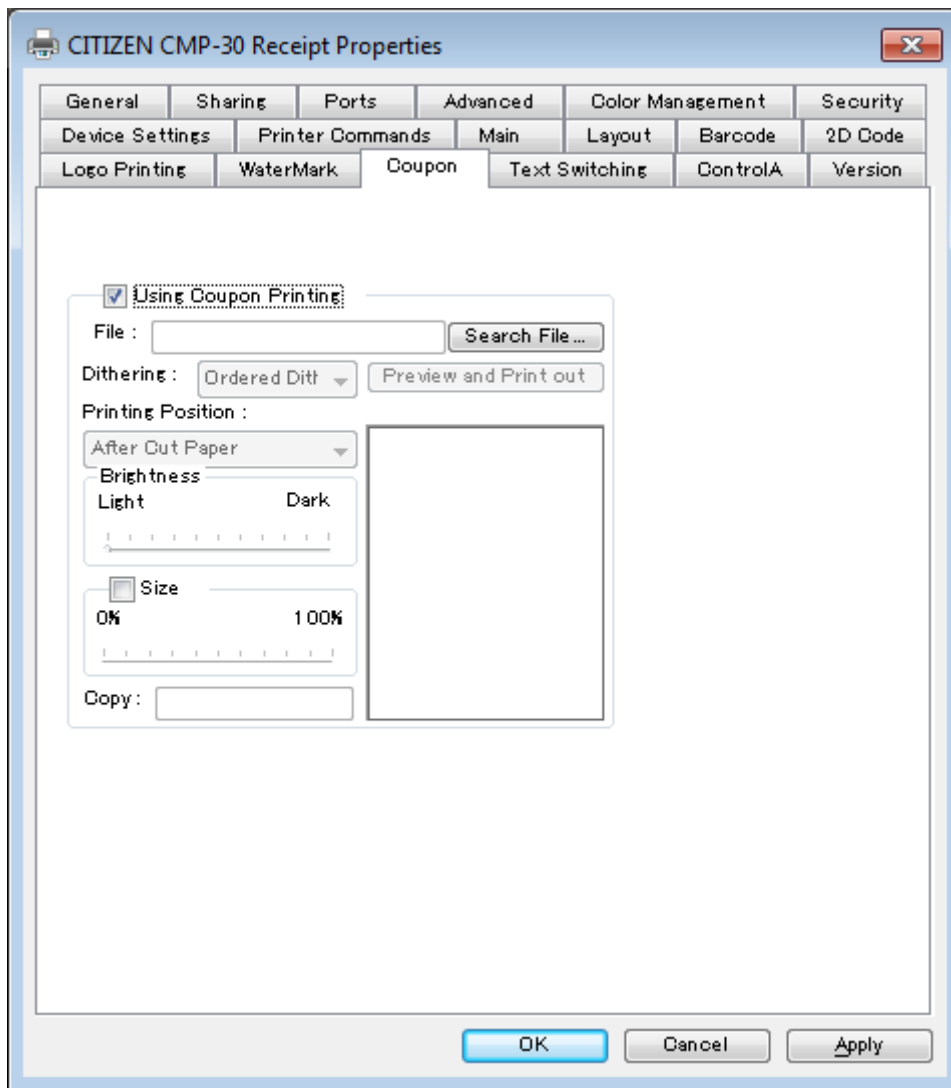 CITIZEN CMP-30 Receipt Properties
General Sharing Ports Advanced Color Management Security
Device Settings Printer Commands Main Layout Barcode 2D Code
Logo Printing WaterMark Coupon Text Switching ControlA Version
Using Coupon Printing
File : Search File...
Dithering : Ordered Ditl Preview and Print out
Printing Position :
After Cut Paper
Brightness
Light Dark
Size
0% 100%
Copy :
OK Cancel Apply